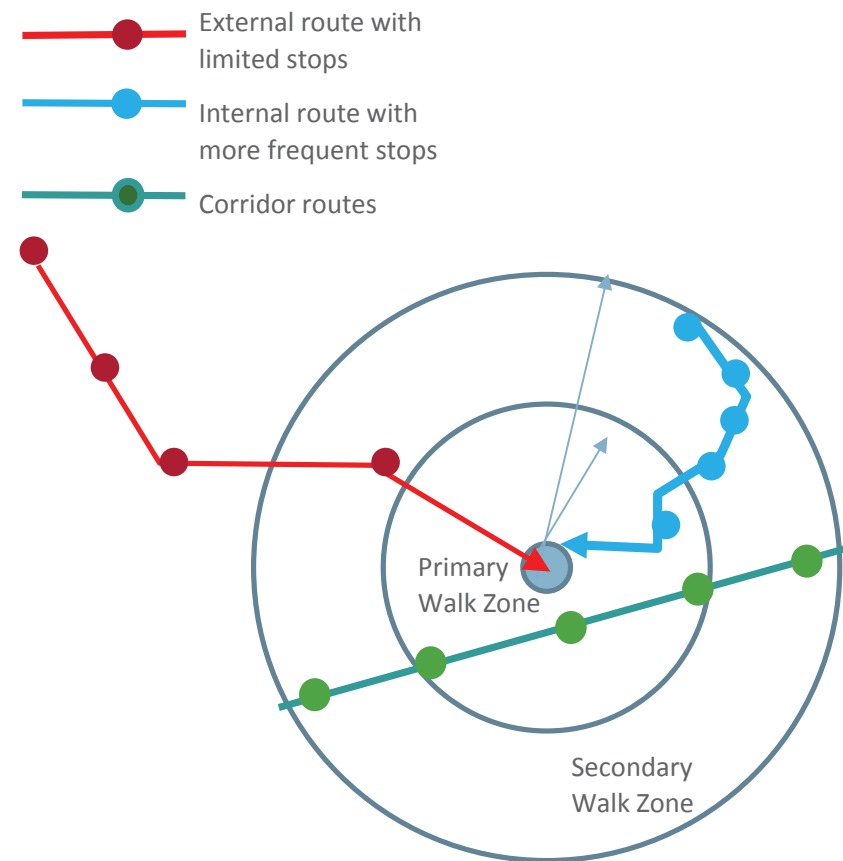 External route with
limited stops
Internal route with
more frequent stops
Corridor routes
Primary
Walk Zone
Secondary
Walk Zone